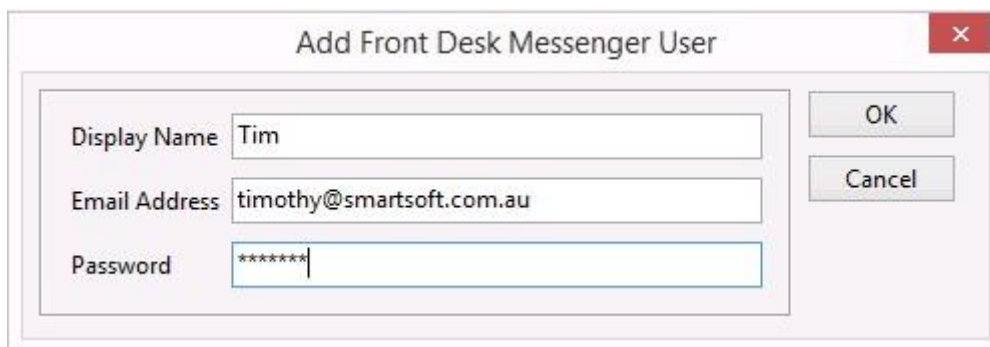 Add Front Desk Messenger User
Display Name Tim
OK
Email Address timothy@smartsoft.com.au
Cancel
Password *******